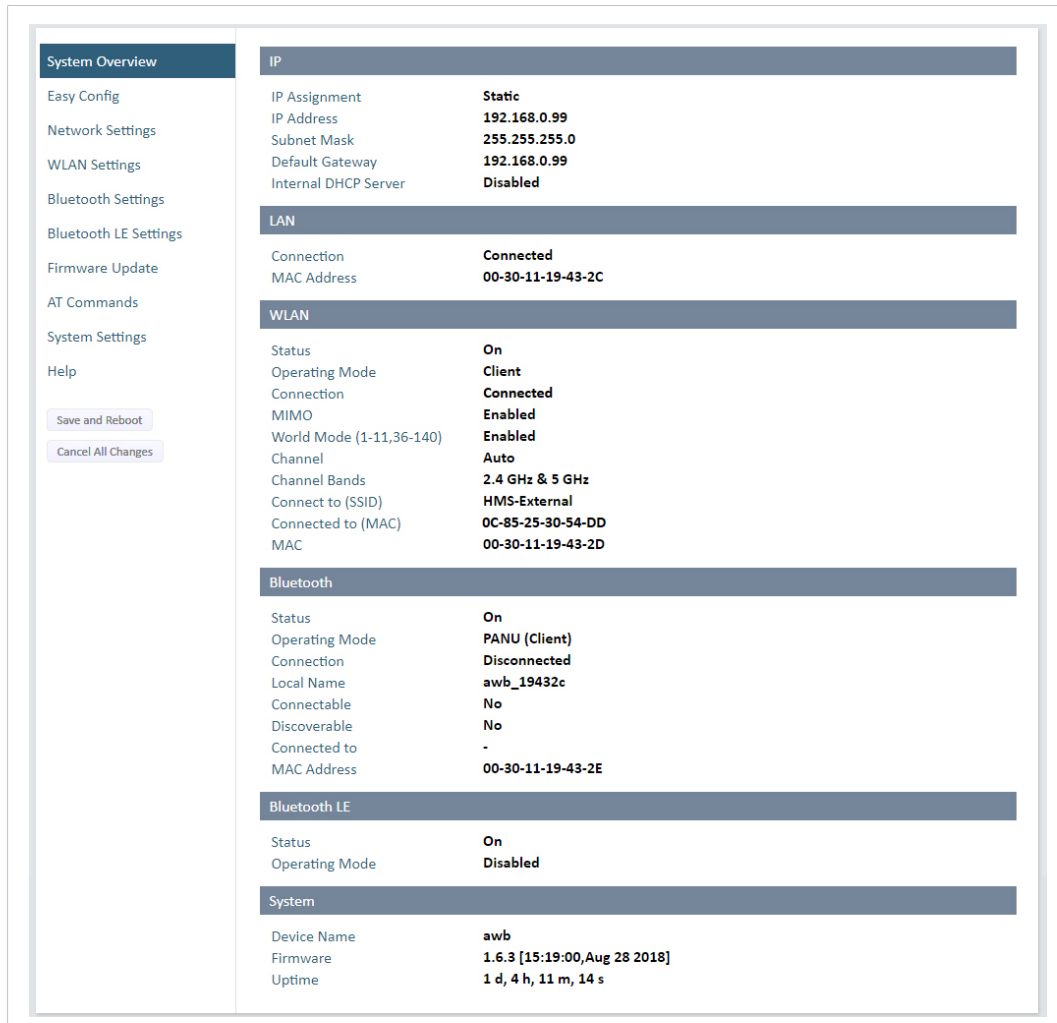 System Overview
Easy Config
Network Settings
WLAN Settings
Bluetooth Settings
Bluetooth LE Settings
Firmware Update
AT Commands
System Settings
Help
Save and Reboot
Cancel All Changes
IP
IP Assignment Static
IP Address 192.168.0.99
Subnet Mask 255.255.255.0
Default Gateway 192.168.0.99
Internal DHCP Server Disabled
LAN
Connection Connected
MAC Address 00-30-11-19-43-2C
WLAN
Status On
Operating Mode Client
Connection Connected
MIMO Enabled
World Mode (1-11,36-140) Enabled
Channel Auto
Channel Bands 2.4 GHz & 5 GHz
Connect to (SSID) HMS-External
Connected to (MAC) 0C-85-25-30-54-DD
MAC 00-30-11-19-43-2D
Bluetooth
Status On
Operating Mode PANU (Client)
Connection Disconnected
Local Name awb_19432c
Connectable No
Discoverable No
Connected to -
MAC Address 00-30-11-19-43-2E
Bluetooth LE
Status On
Operating Mode Disabled
System
Device Name awb
Firmware 1.6.3 [15:19:00,Aug 28 2018]
Uptime 1 d, 4 h, 11 m, 14 s